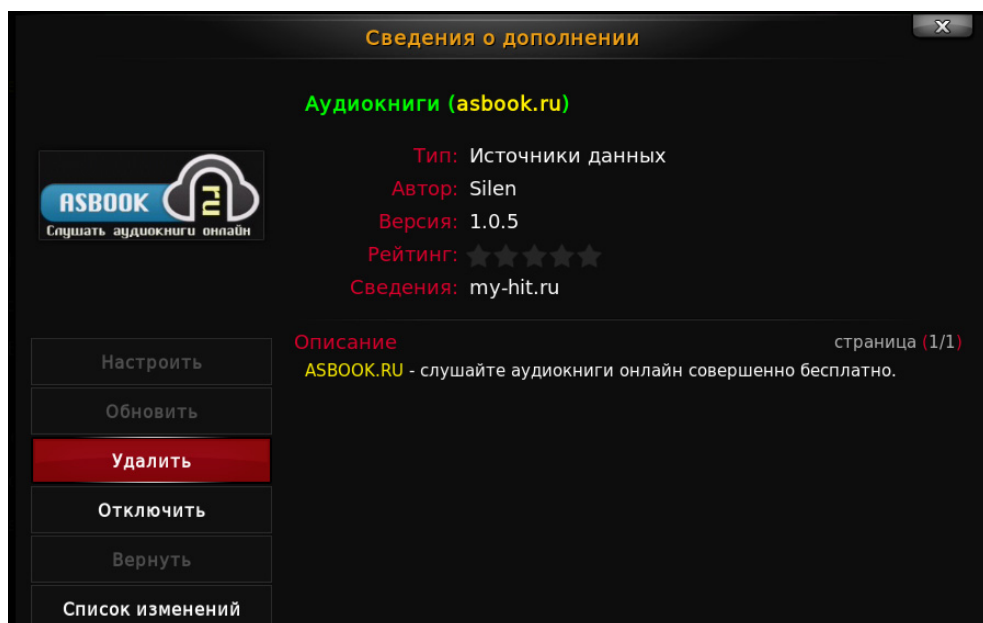 Сведения о дополнении
X
Аудиокниги (asbook.ru)
ASBOOK ru
Слушать аудиокниги онлайн
Тип: Источники данных
Автор: Silen
Версия: 1.0.5
Рейтинг:
Сведения: my-hit.ru
Описание
страница (1/1)
ASBOOK.RU - слушайте аудиокниги онлайн совершенно бесплатно.
Настроить
Обновить
Удалить
Отключить
Вернуть
Список изменений